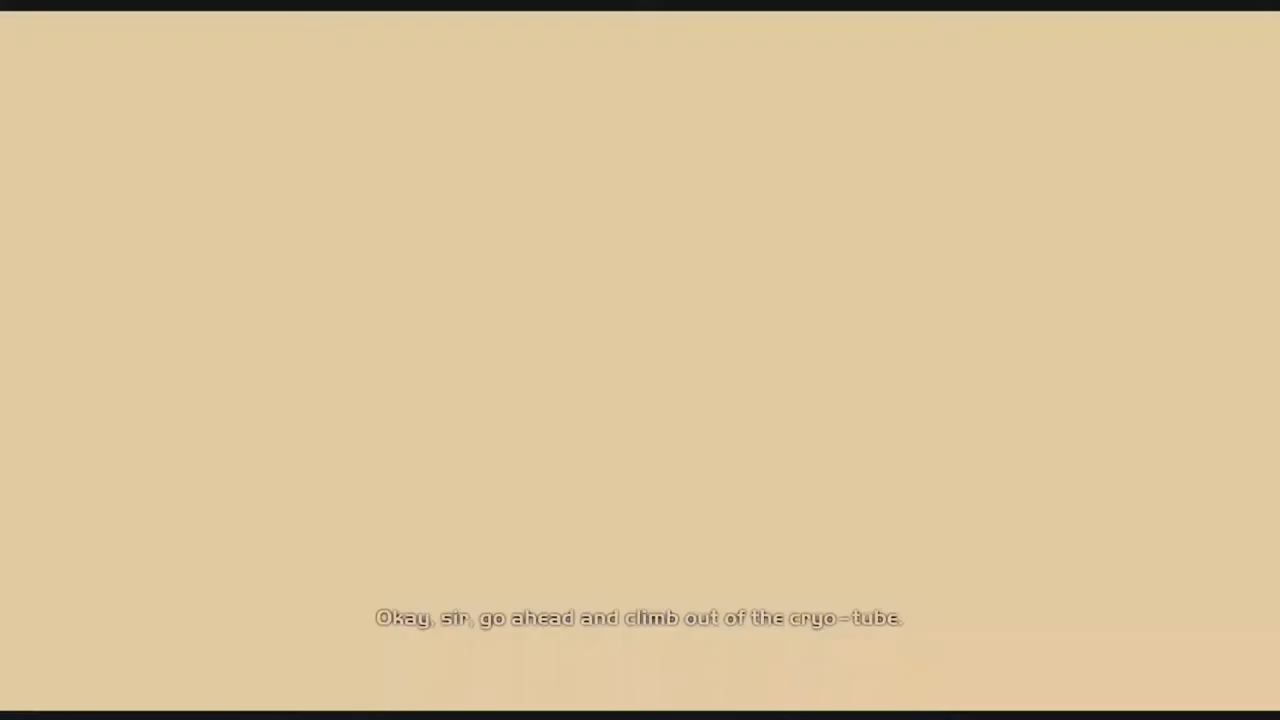 Okay, sir, go ahead and climb out of the cryo-tube.